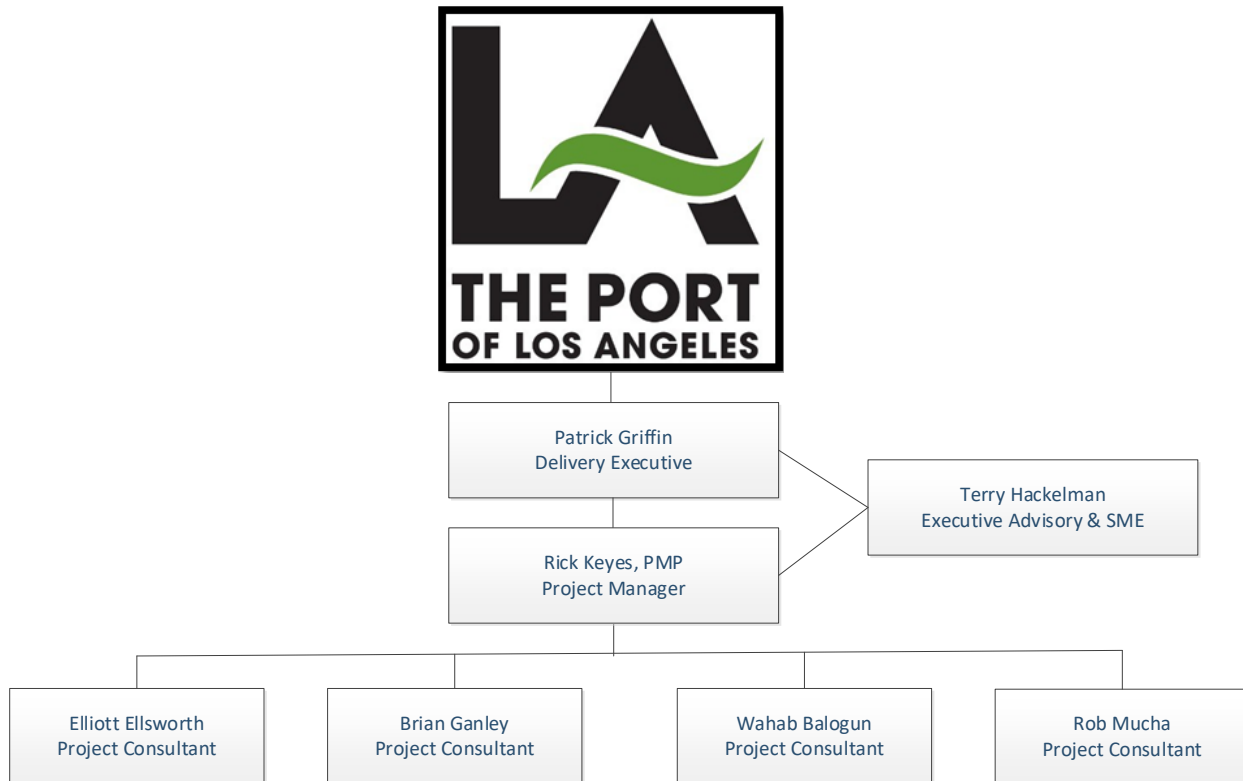 LA
THE PORT
OF LOS ANGELES
Patrick Griffin
Delivery Executive
Terry Hackelman
Executive Advisory & SME
Rick Keyes, PMP
Project Manager
Elliott Ellsworth
Project Consultant
Brian Ganley
Project Consultant
Wahab Balogun
Project Consultant
Rob Mucha
Project Consultant